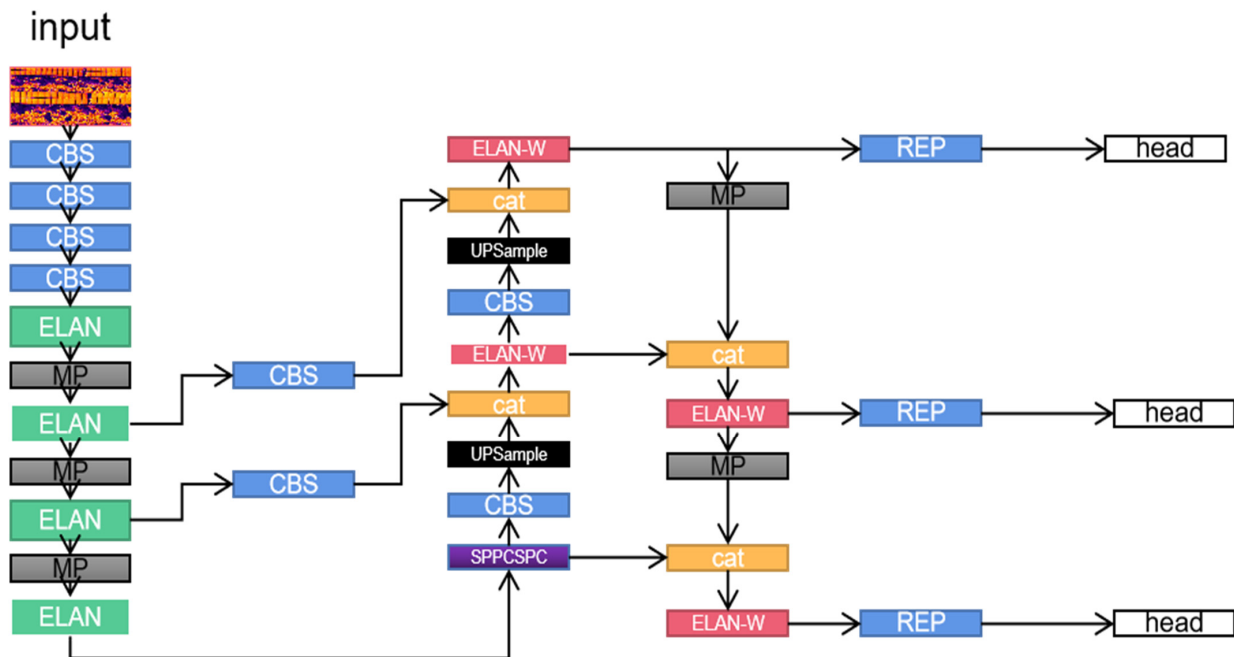 input
CBS
CBS
CBS
CBS
ELAN
MP
ELAN
MP
ELAN
MP
ELAN
CBS
CBS
ELAN-W
cat
UPSample
CBS
ELAN-W
cat
UPSample
CBS
SPPCSPC
MP
cat
ELAN-W
MP
cat
ELAN-W
REP
head
REP
head
REP
head